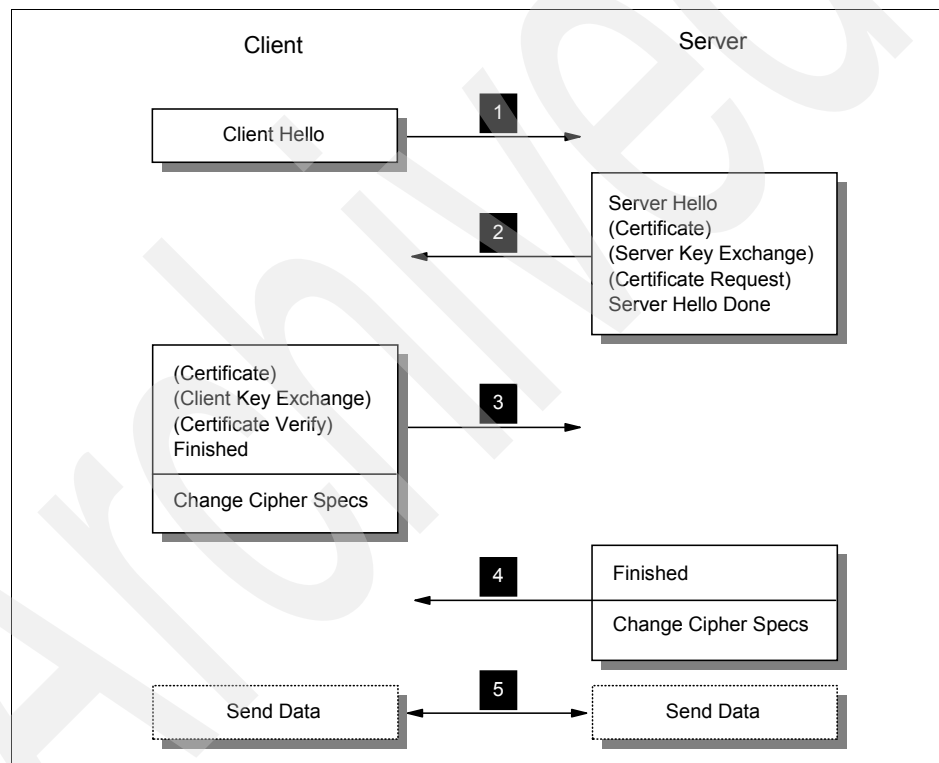 Client
Server
1
Client Hello
Server Hello
(Certificate)
(Server Key Exchange)
(Certificate Request)
Server Hello Done
2
(Certificate)
(Client Key Exchange)
(Certificate Verify)
Finished
Change Cipher Specs
3
4
Finished
Change Cipher Specs
Send Data
5
Send Data
Archived